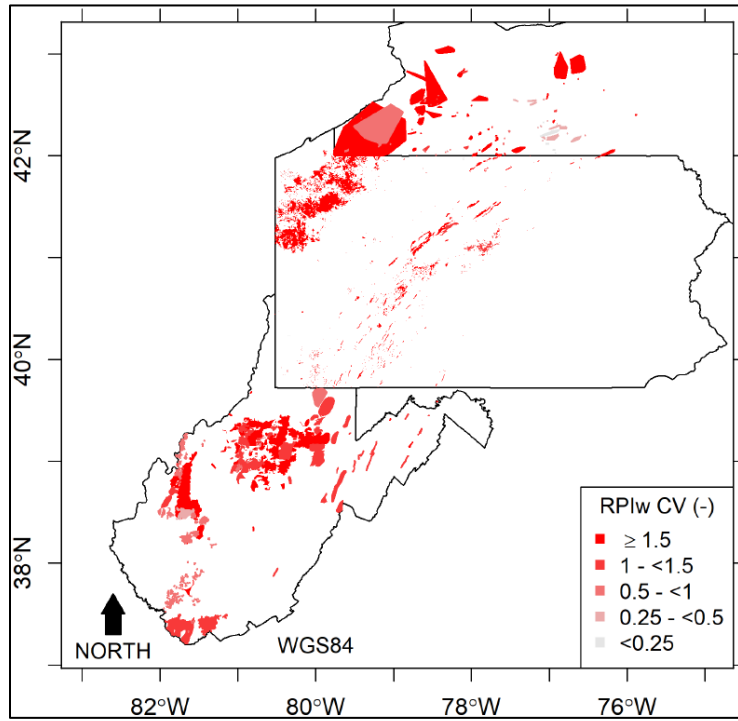 42°N
40°N
38°N
RPIw CV (-)
≥ 1.5
1 - <1.5
0.5 - <1
0.25 - <0.5
<0.25
NORTH
WGS84
82°W
80°W
78°W
76°W